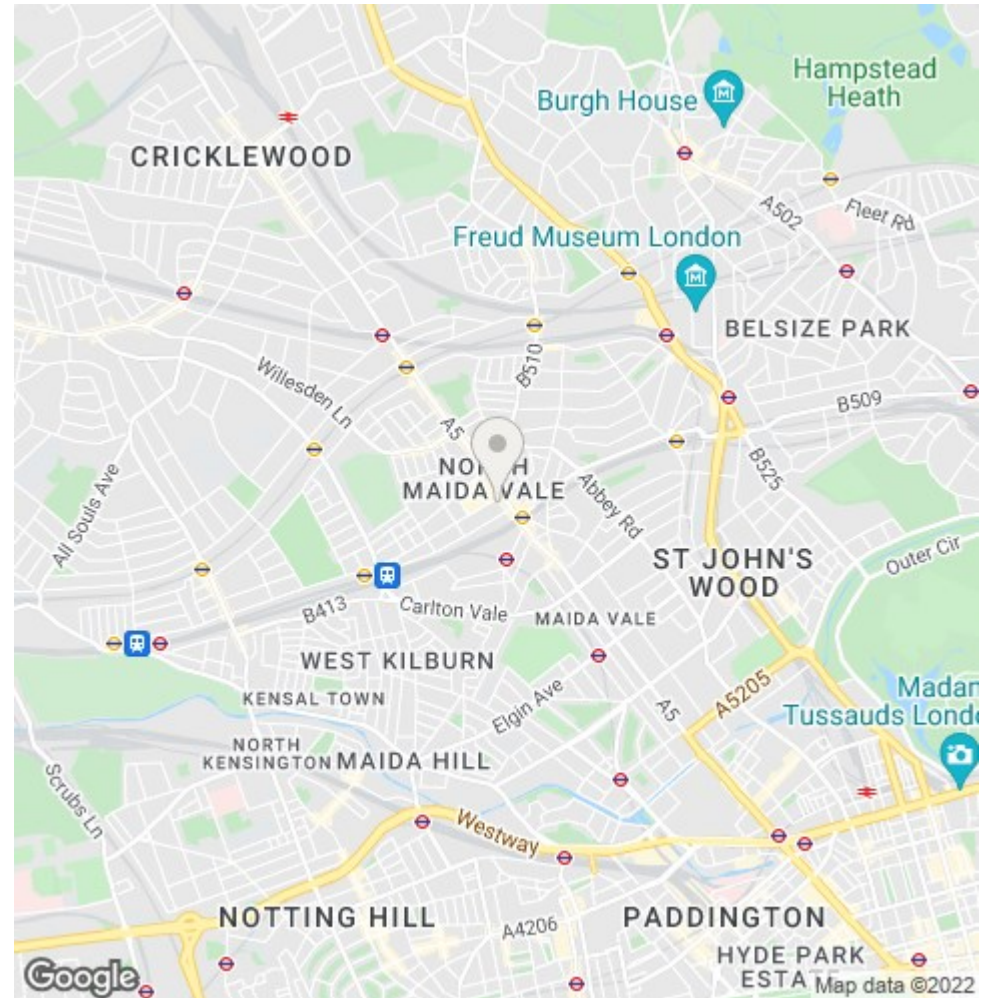 Hampstead
Heath
Burgh House
CRICKLEWOOD
A502
Fleet Rd
Freud Museum London
BELSIZE PARK
B510
Willesden Ln
B509
A5
B525
NO TH
MAIDA VALE
Abbey Rd
All Souls Ave
Outer Cir
ST JOHN'S
WOOD
B413
Carlton Vale
MAIDA VALE
WEST KILBURN
KENSAL TOWN
Elgin Ave
A5
A5205
Madan
Tussauds Londo
NORTH
KENSINGTON
MAIDA HILL
Scrubs Ln
Westway
NOTTING HILL
A4206
PADDINGTON
HYDE PARK
ESTATE
Google
Map data ©2022